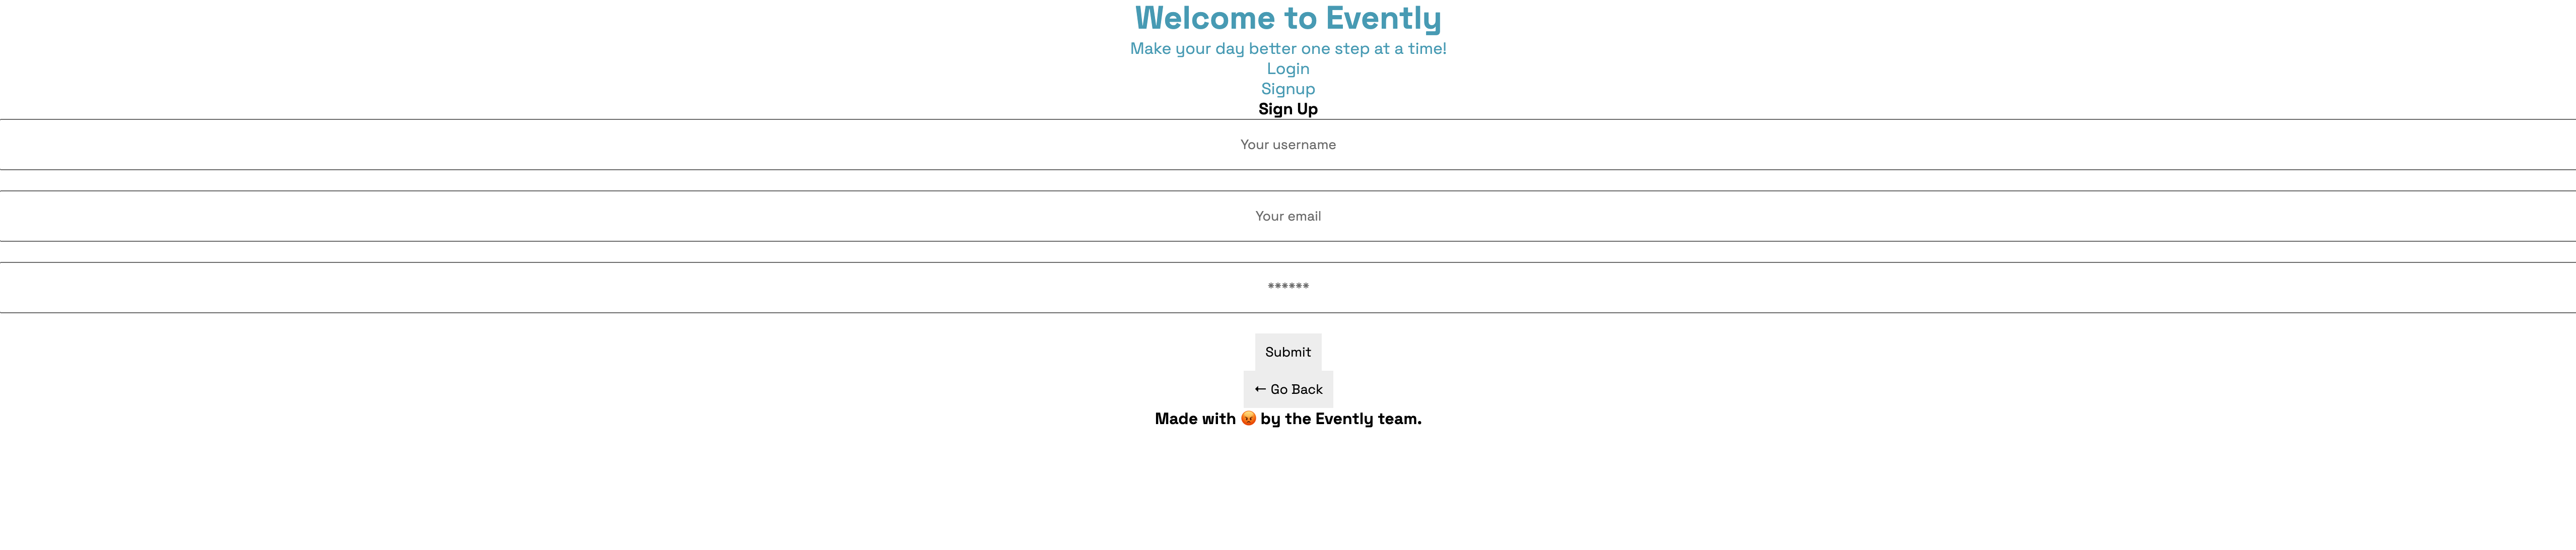 Welcome to Evently
Make your day better one step at a time!
Login
Signup
Sign Up
Your username
Your email
******
Submit
← Go Back
Made with 😡 by the Evently team.